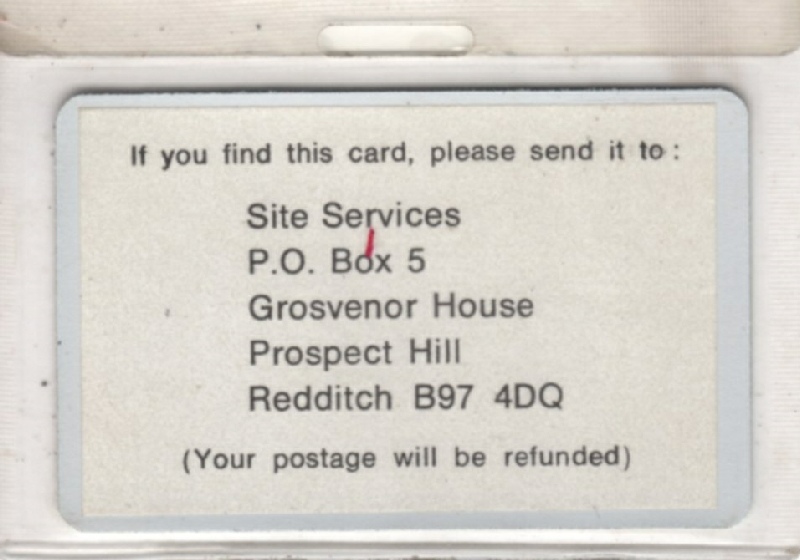 If you find this card, please send it to :
Site Services
P.O. Box 5
Grosvenor House
Prospect Hill
Redditch B97 4DQ
(Your postage will be refunded)